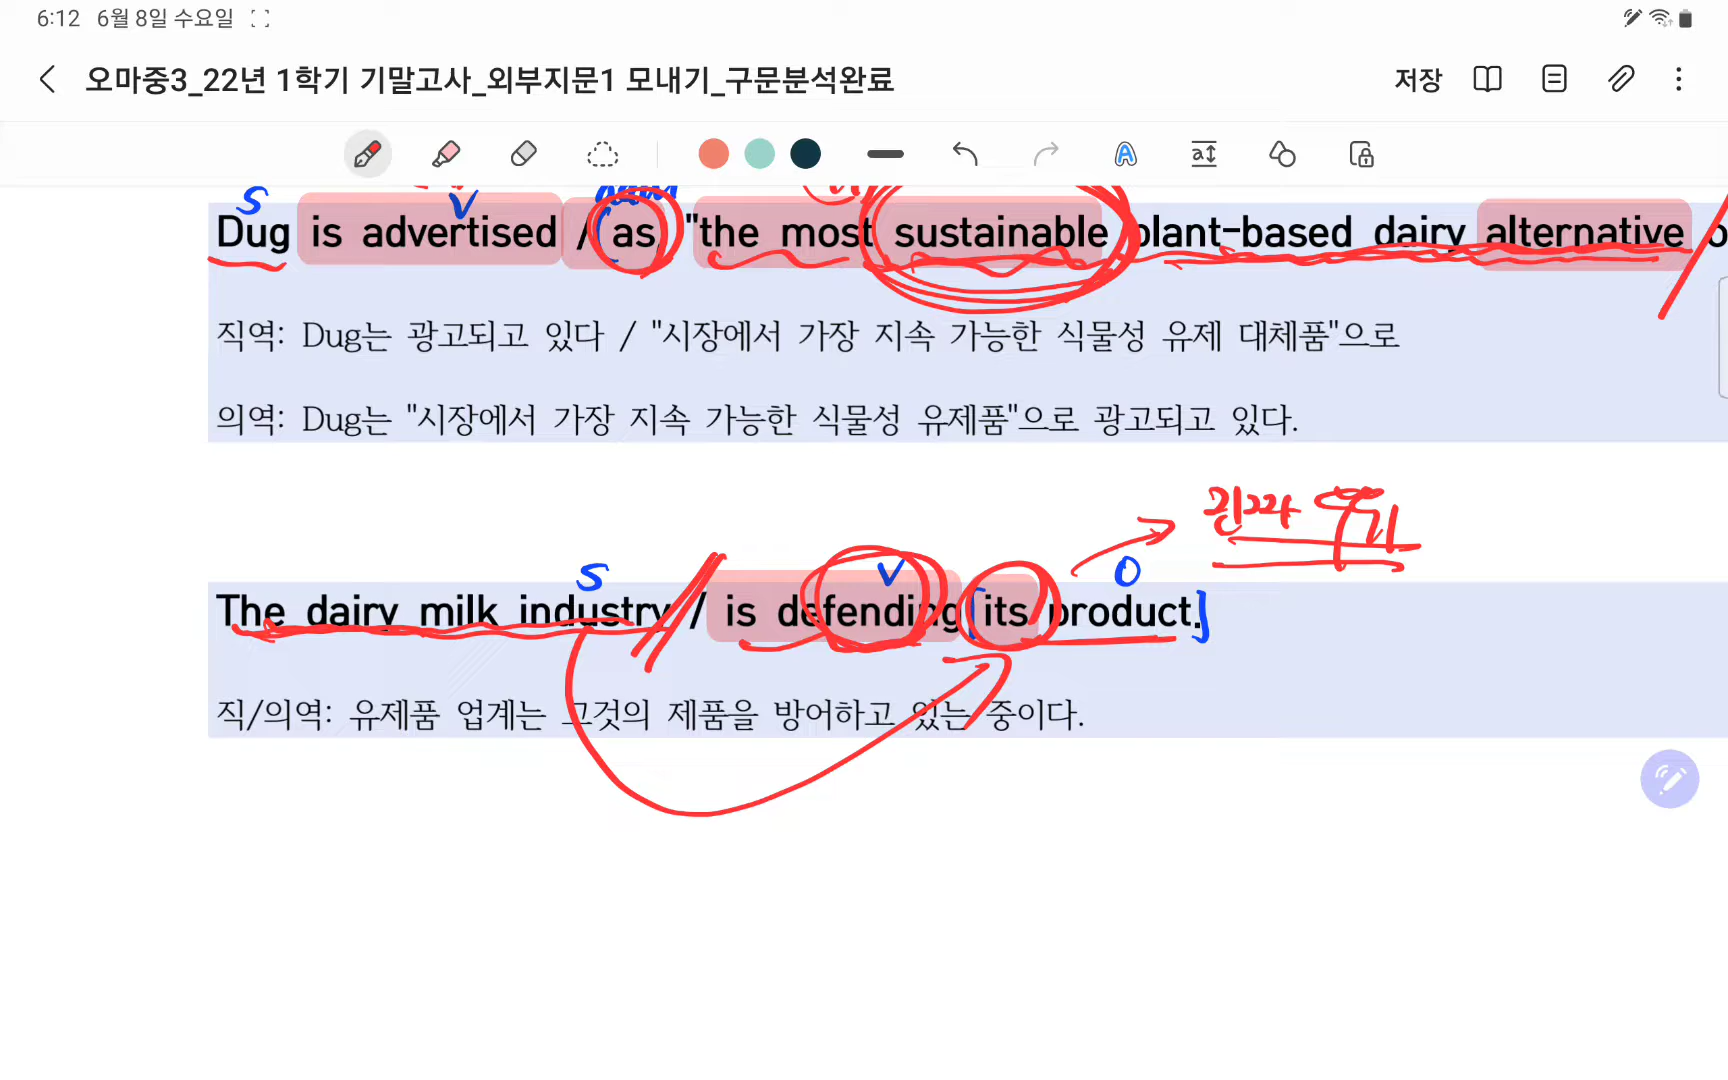 6:12 6월 8일 수요일
오마중3_22년 1학기 기말고사_외부지문1 모내기_구문분석완료
저장
S V
Dug is advertised / (as "the most sustainable plant-based dairy alternative
직역: Dug는 광고되고 있다 / "시장에서 가장 지속 가능한 식물성 유제 대체품"으로
의역: Dug는 "시장에서 가장 지속 가능한 식물성 유제품"으로 광고되고 있다.
진짜
S V O
The dairy milk industry / is defending [its product.]
직/의역: 유제품 업계는 그것의 제품을 방어하고 있는 중이다.